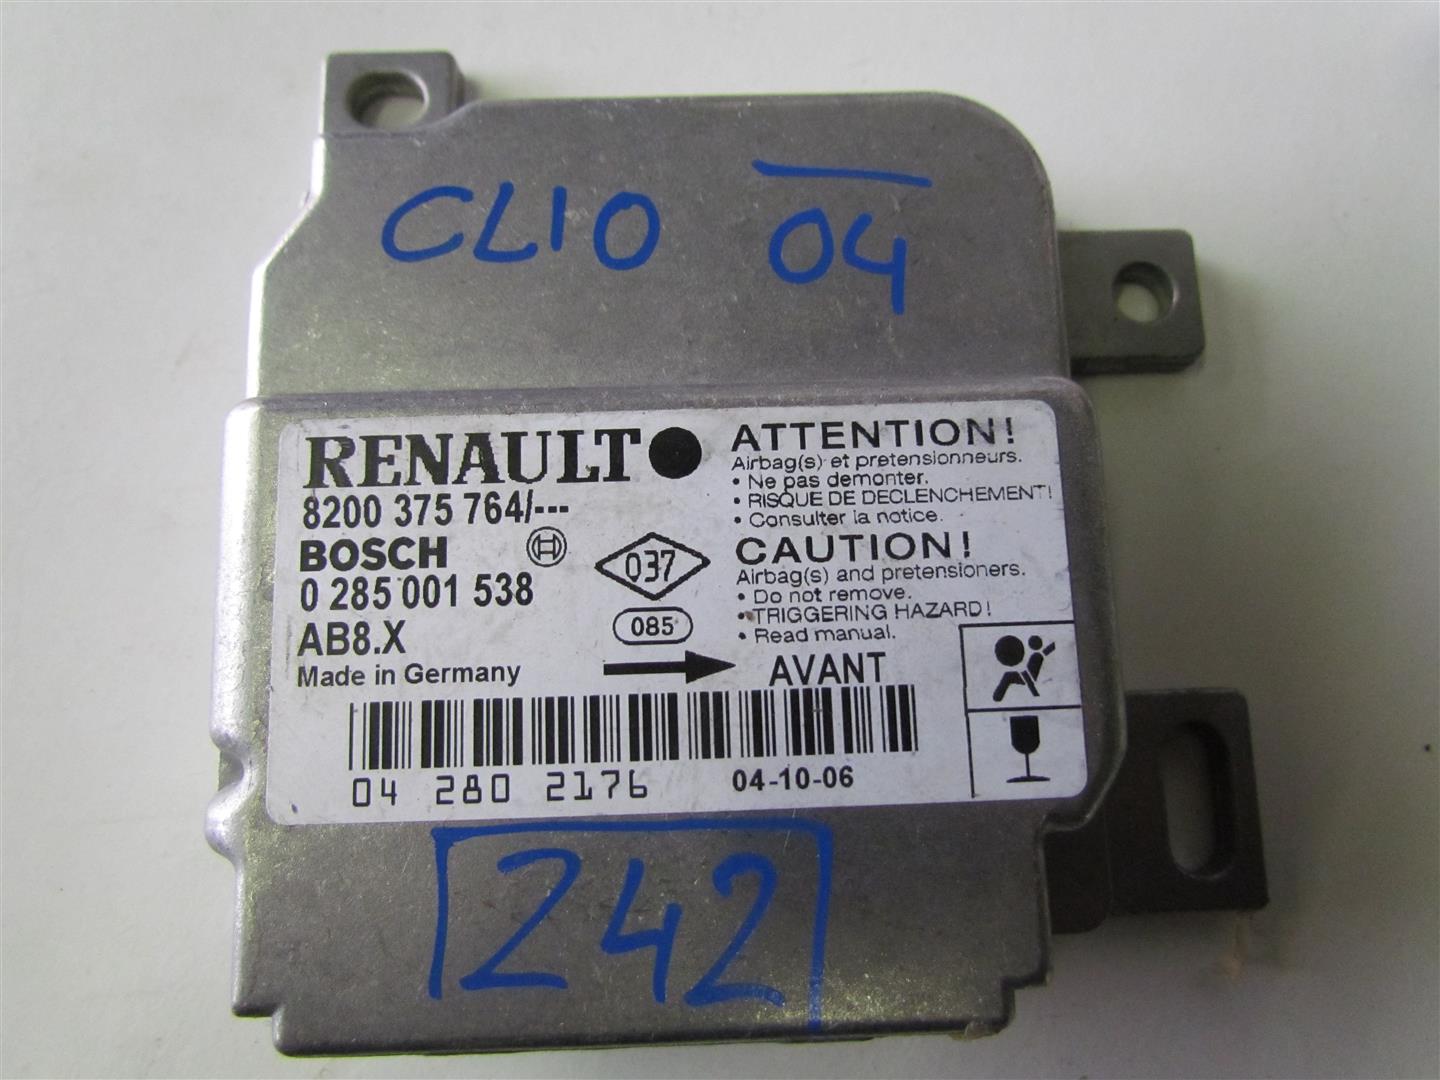 CLIO 04
RENAULT
8200 375 764/---
BOSCH
0 285 001 538
AB8.X
Made in Germany
037
085
ATTENTION!
Airbag(s) et pretensionneurs.
• Ne pas demonter.
• RISQUE DE DECLENCHEMENT!
• Consulter la notice.
CAUTION!
Airbag(s) and pretensioners.
• Do not remove.
• TRIGGERING HAZARD!
• Read manual.
AVANT
04 280 2176 04-10-06
242